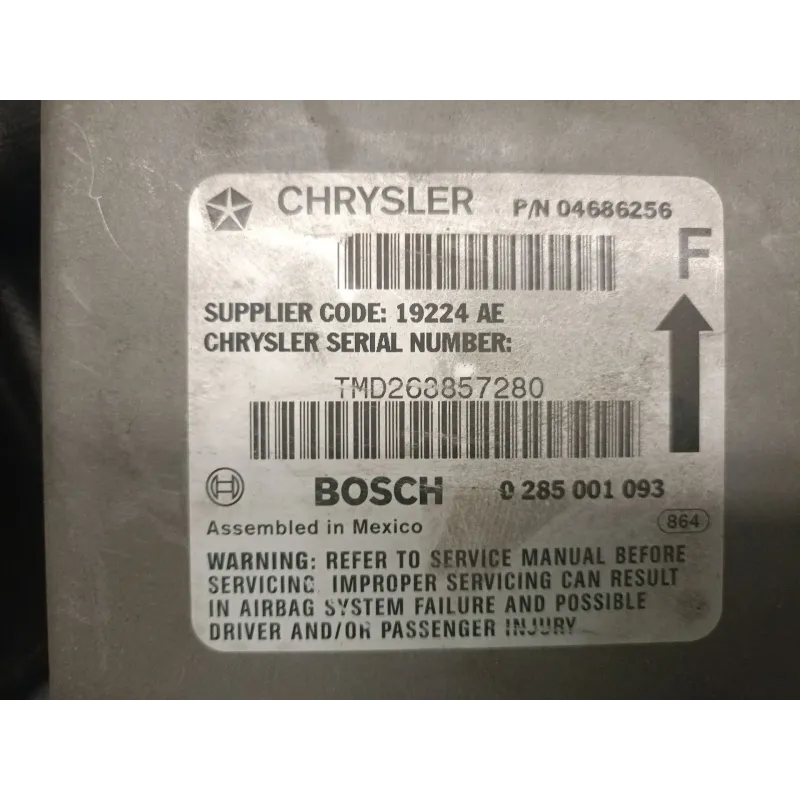 CHRYSLER P/N 04686256
F
SUPPLIER CODE: 19224 AE
CHRYSLER SERIAL NUMBER:
TMD263857280
BOSCH 0 285 001 093
Assembled in Mexico 864
WARNING: REFER TO SERVICE MANUAL BEFORE
SERVICING. IMPROPER SERVICING CAN RESULT
IN AIRBAG SYSTEM FAILURE AND POSSIBLE
DRIVER AND/OR PASSENGER INJURY